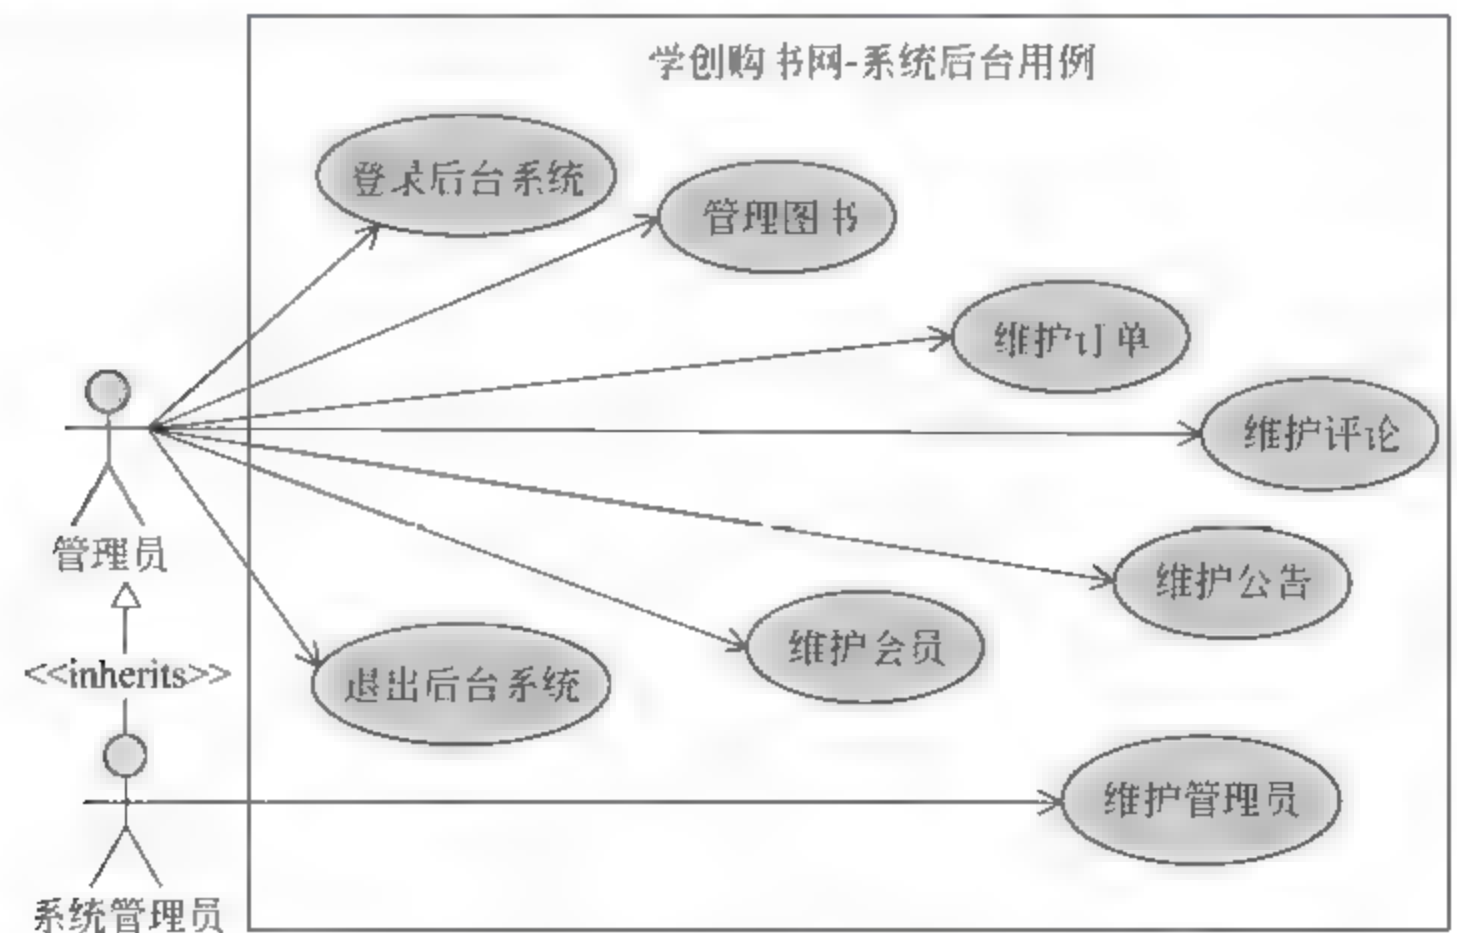 学创购书网-系统后台用例
登录后台系统
管理图书
维护订单
维护评论
管理员
维护公告
维护会员
<<inherits>>
退出后台系统
维护管理员
系统管理员